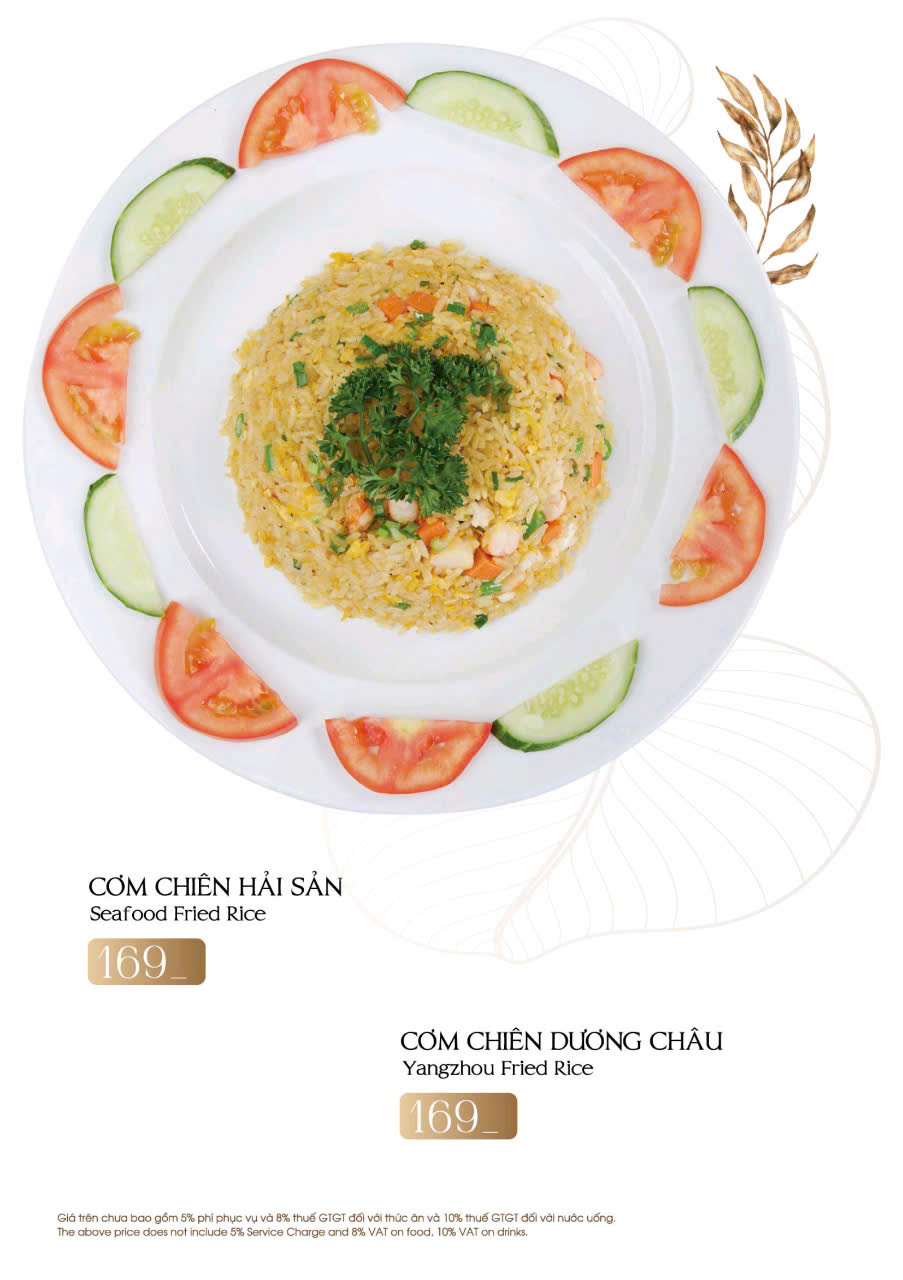 CƠM CHIÊN HẢI SẢN
Seafood Fried Rice
169_
CƠM CHIÊN DƯƠNG CHÂU
Yangzhou Fried Rice
169_
Giá trên chưa bao gồm 5% phí phục vụ và 8% thuế GTGT đối với thức ăn và 10% thuế GTGT đối với nước uống.
The above price does not include 5% Service Charge and 8% VAT on food, 10% VAT on drinks.